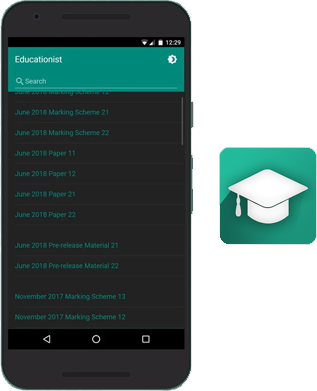 12:29
Educationist
Search
June 2018 Marking Scheme 12
June 2018 Marking Scheme 21
June 2018 Marking Scheme 22
June 2018 Paper 11
June 2018 Paper 12
June 2018 Paper 21
June 2018 Paper 22
June 2018 Pre-release Material 21
June 2018 Pre-release Material 22
November 2017 Marking Scheme 13
November 2017 Marking Scheme 12